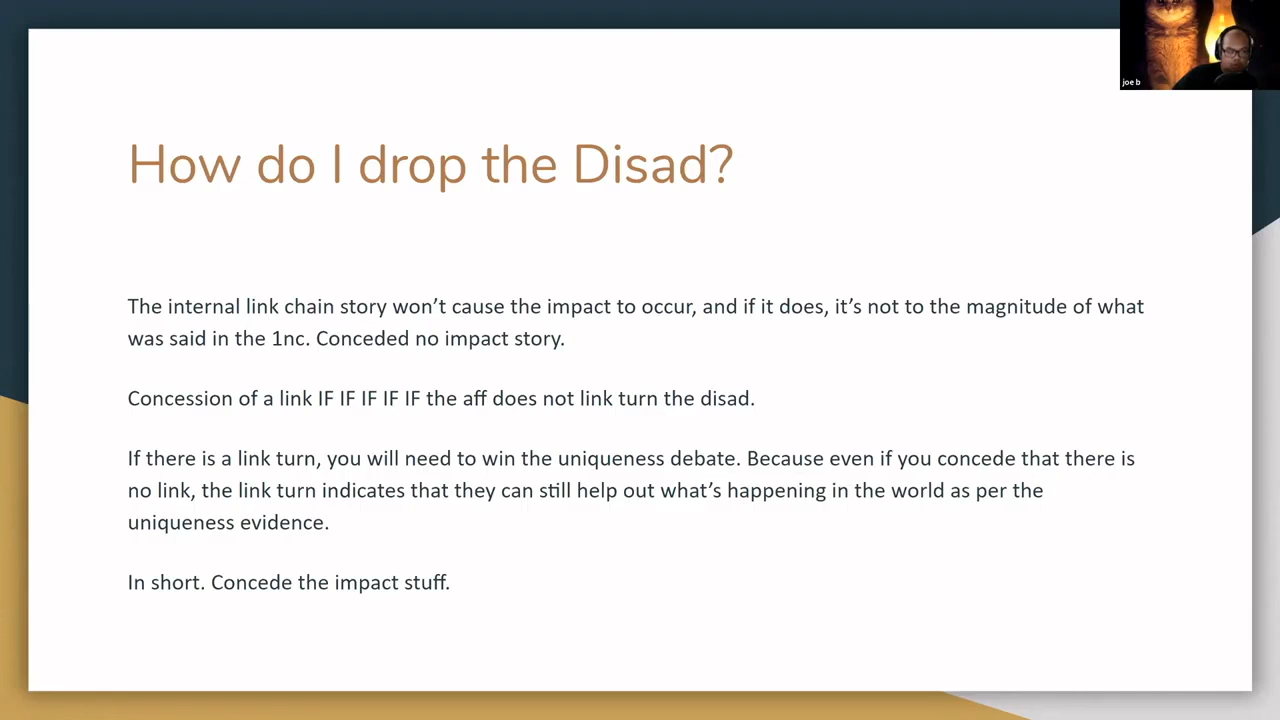 joe b
How do I drop the Disad?
The internal link chain story won’t cause the impact to occur, and if it does, it’s not to the magnitude of what
was said in the 1nc. Conceded no impact story.
Concession of a link IF IF IF IF IF the aff does not link turn the disad.
If there is a link turn, you will need to win the uniqueness debate. Because even if you concede that there is
no link, the link turn indicates that they can still help out what’s happening in the world as per the
uniqueness evidence.
In short. Concede the impact stuff.